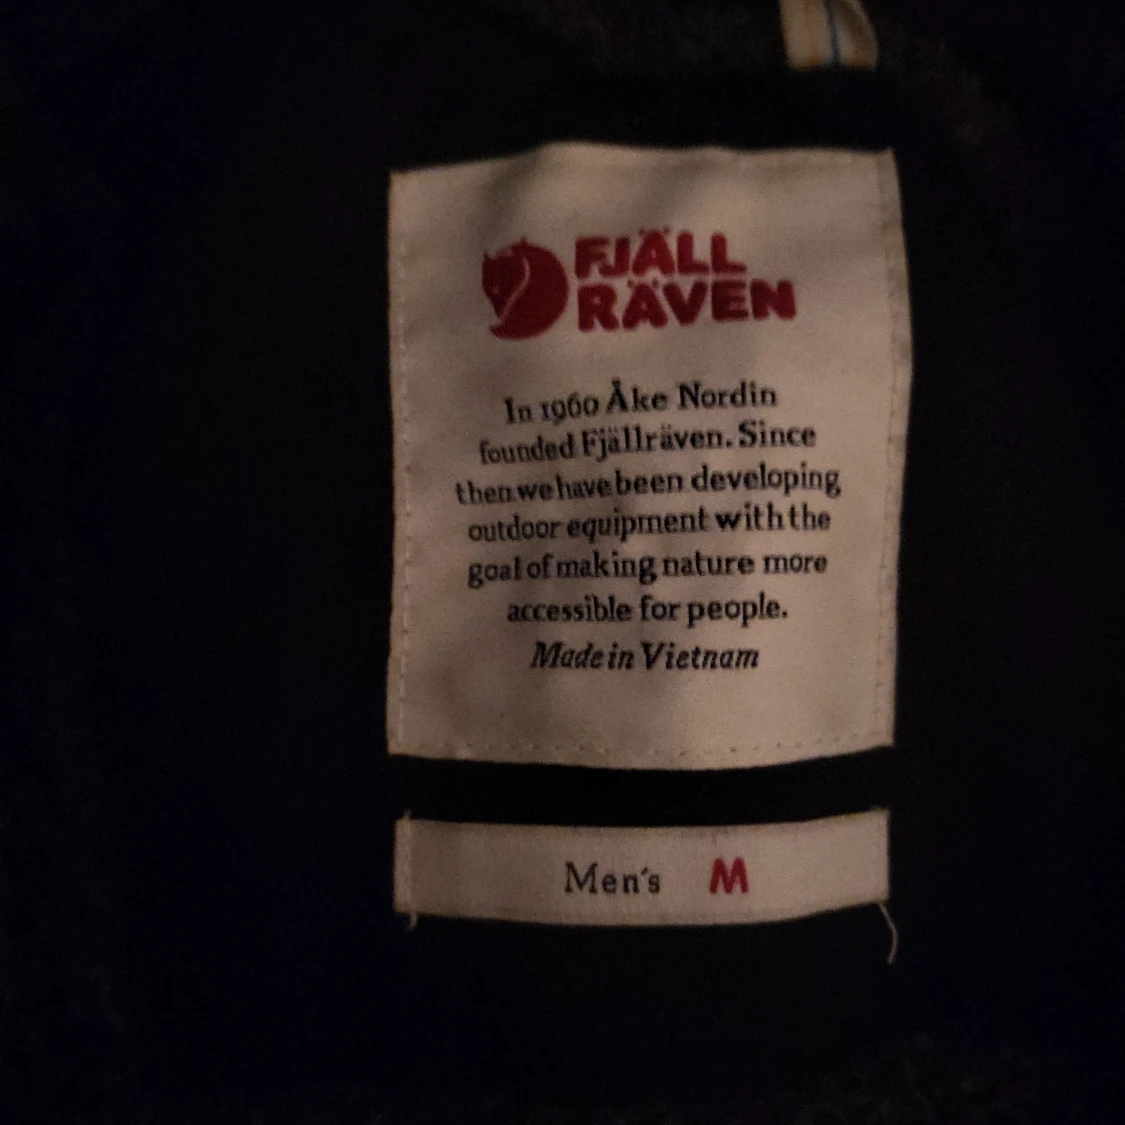 FJÄLL
RÄVEN
In 1960 Åke Nordin
founded Fjällräven. Since
then we have been developing
outdoor equipment with the
goal of making nature more
accessible for people.
Made in Vietnam
Men's M